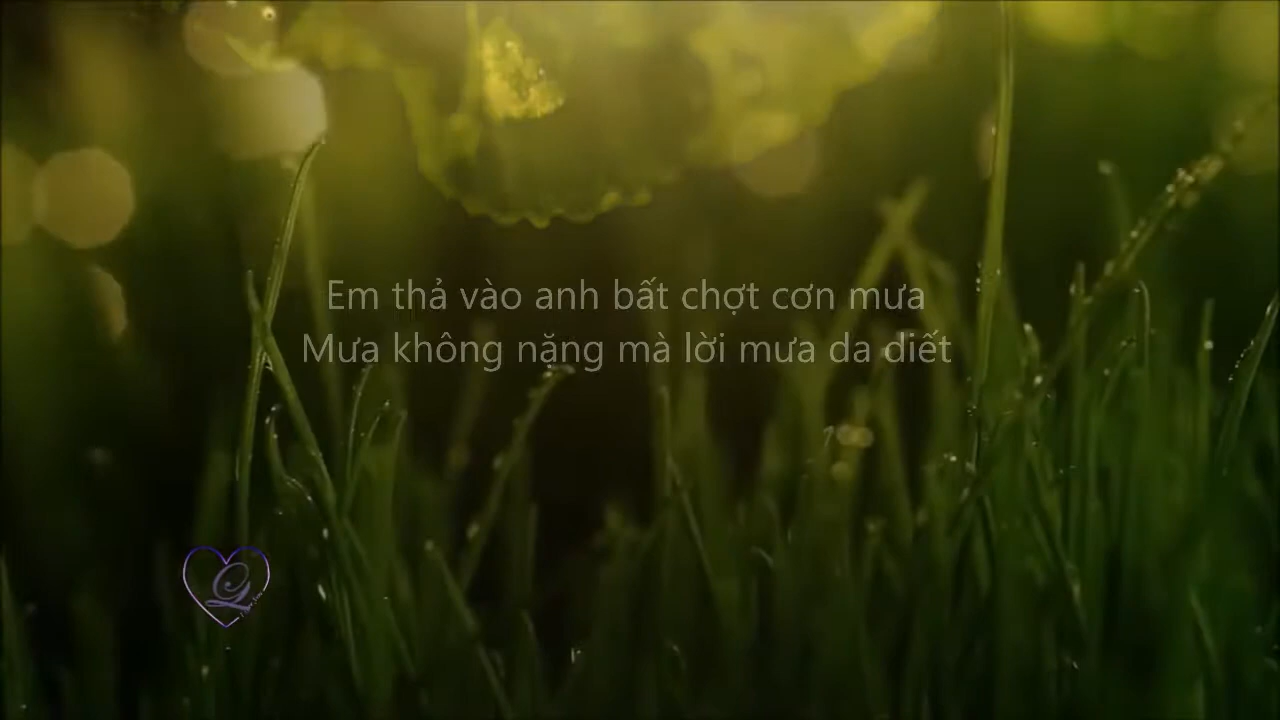 Em thả vào anh bất chợt cơn mưa
Mưa không nặng mà lời mưa da diết